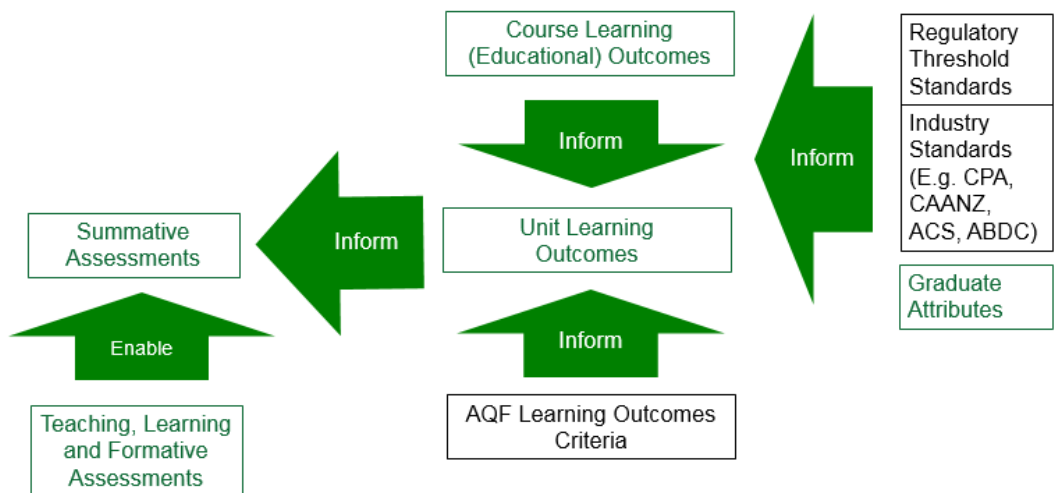 Course Learning
(Educational) Outcomes
Inform
Regulatory
Threshold
Standards
Industry
Standards
(E.g. CPA,
CAANZ,
ACS, ABDC)
Inform
Graduate
Attributes
Unit Learning
Outcomes
Inform
Summative
Assessments
Inform
AQF Learning Outcomes
Criteria
Enable
Teaching, Learning
and Formative
Assessments